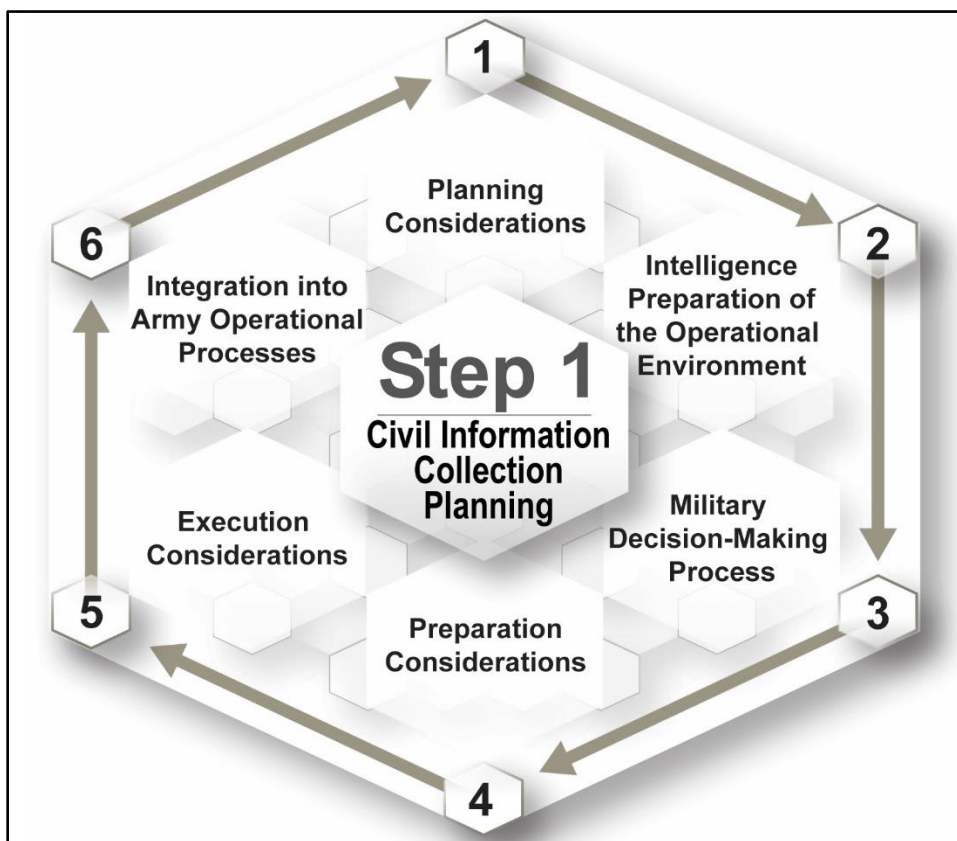 1
Planning
Considerations
2
Intelligence
Preparation of
the Operational
Environment
3
Military
Decision-Making
Process
4
Preparation
Considerations
5
Execution
Considerations
6
Integration into
Army Operational
Processes
Step 1
Civil Information
Collection
Planning